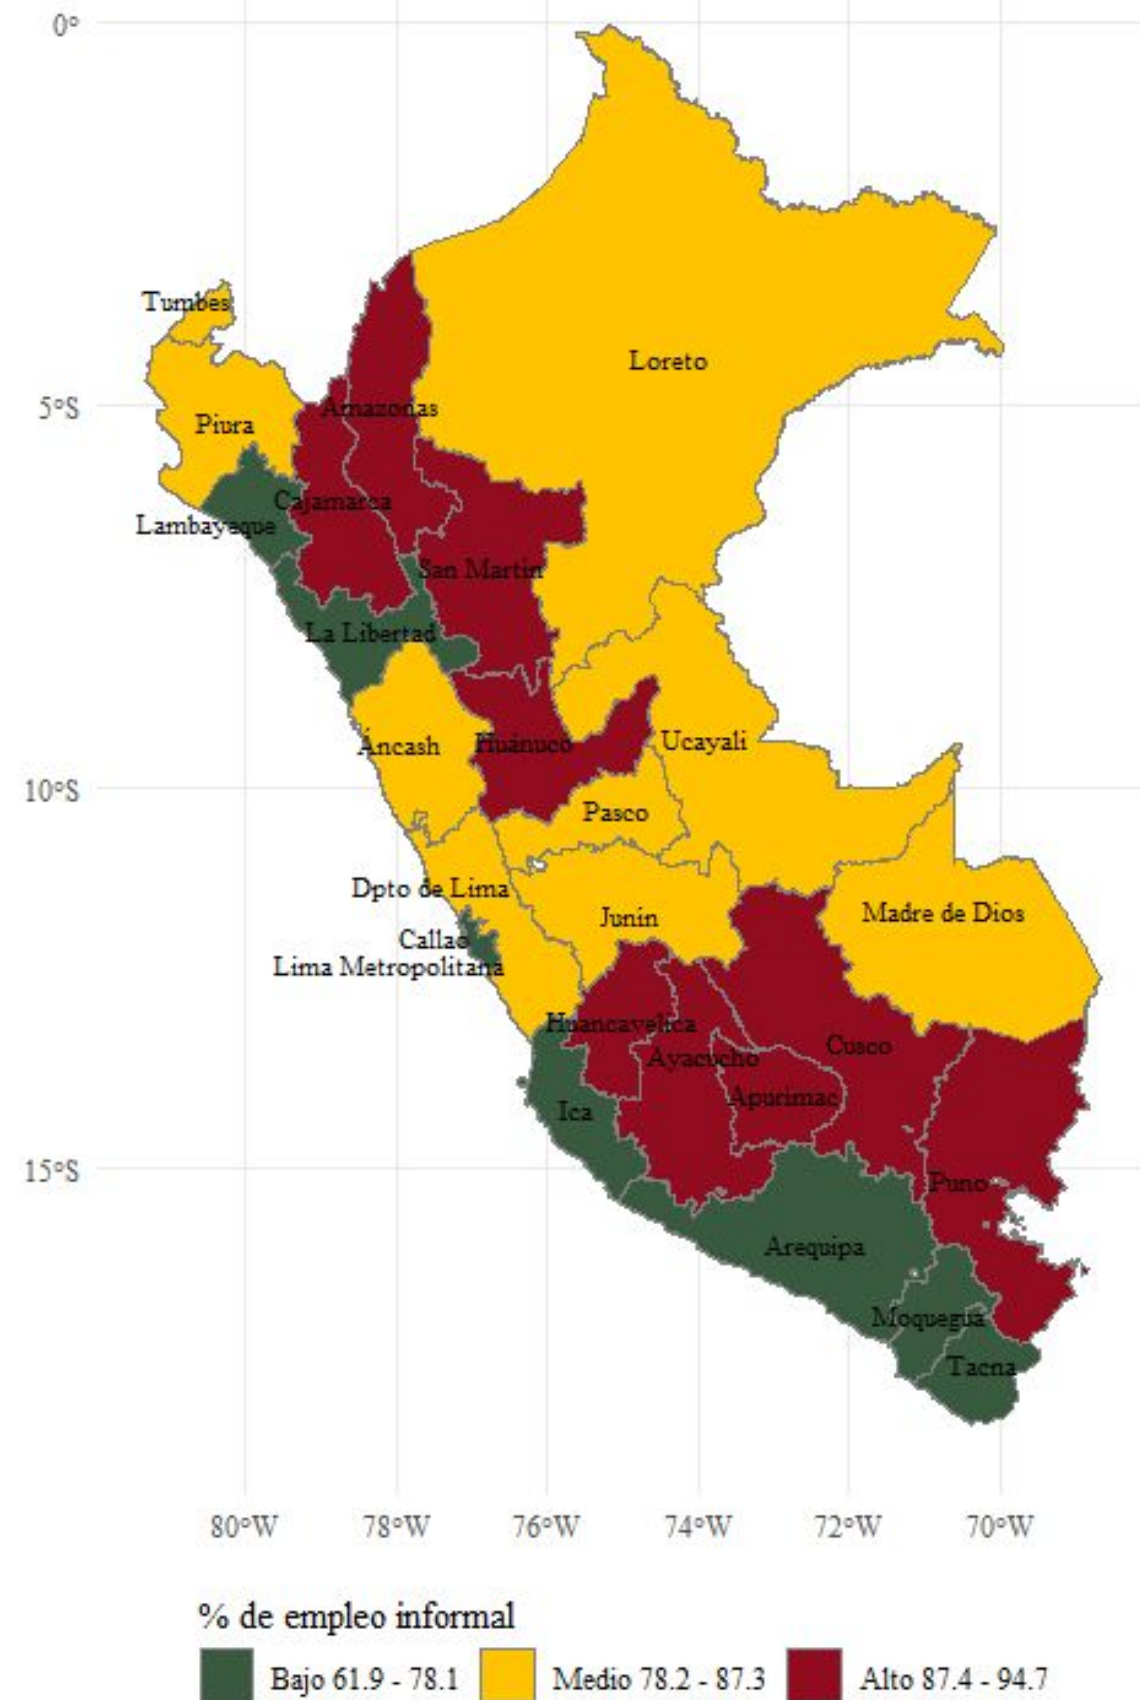 0°
Tumbes
Loreto
5°S
Amazonas
Piura
Cajamarca
Lambayeque
San Martín
La Libertad
Áncash
Huánuco
Ucayali
10°S
Pasco
Dpto de Lima
Madre de Dios
Junín
Callao
Lima Metropolitana
Huancavelica
Cusco
Ayacucho
Apurímac
Ica
15°S
Puno
Arequipa
Moquegua
Tacna
80°W 78°W 76°W 74°W 72°W 70°W
% de empleo informal
Bajo 61.9 - 78.1 Medio 78.2 - 87.3 Alto 87.4 - 94.7